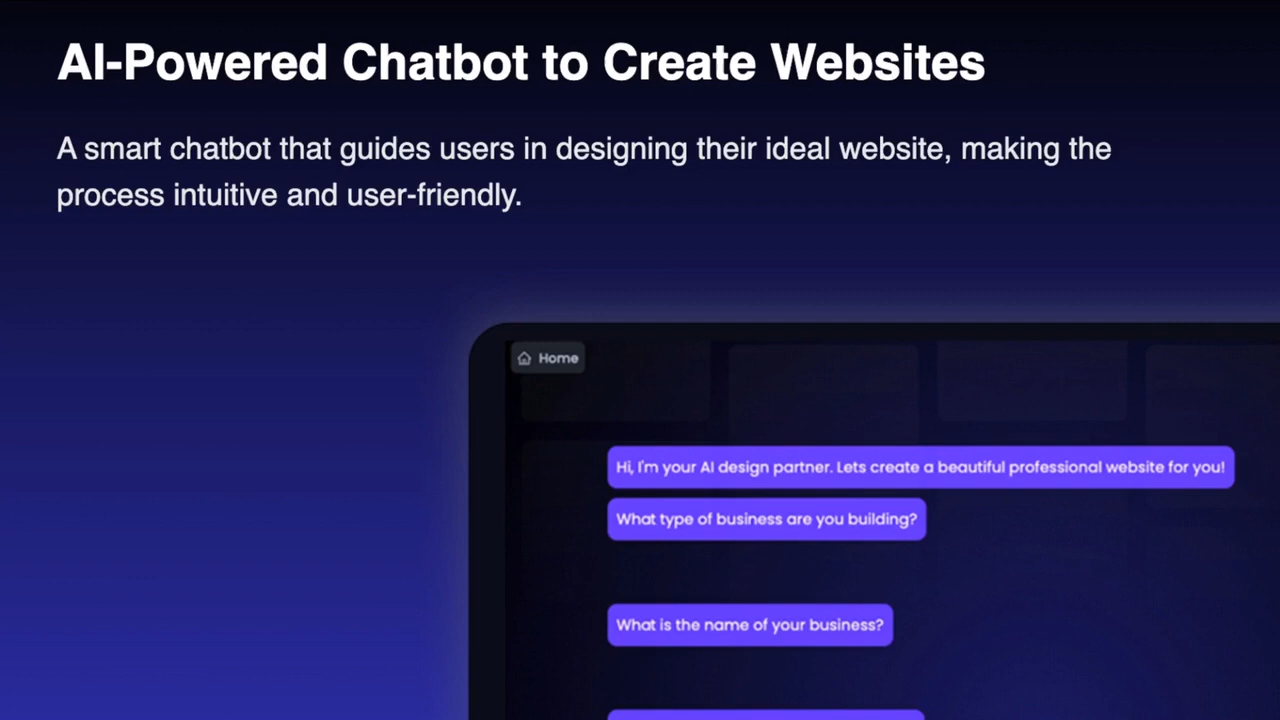 AI-Powered Chatbot to Create Websites
A smart chatbot that guides users in designing their ideal website, making the
process intuitive and user-friendly.
Home
Hi, I'm your AI design partner. Lets create a beautiful professional website for you!
What type of business are you building?
What is the name of your business?